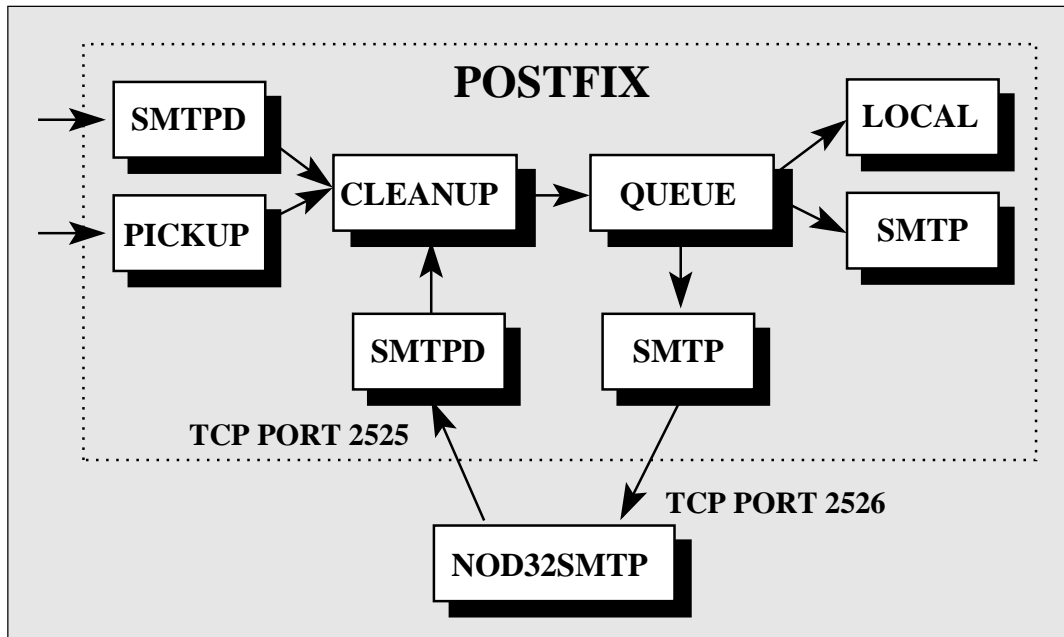 POSTFIX
SMTPD
LOCAL
CLEANUP
QUEUE
PICKUP
SMTP
SMTPD
SMTP
TCP PORT 2525
TCP PORT 2526
NOD32SMTP